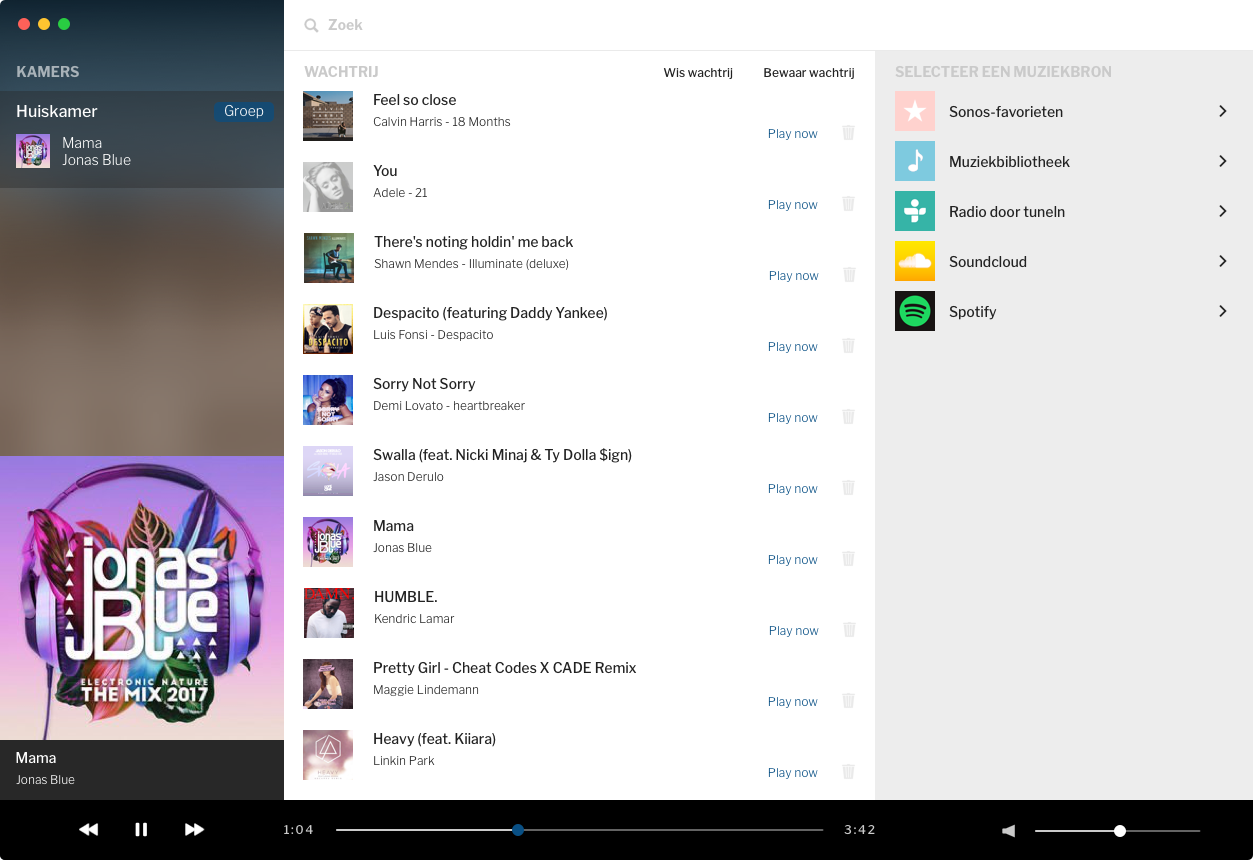 Zoek
KAMERS
Huiskamer
Groep
Mama
Jonas Blue
jonas
Blue
ELECTRONIC NATURE
THE MIX 2017
Mama
Jonas Blue
WACHTRIJ
Wis wachtrij
Bewaar wachtrij
Feel so close
Calvin Harris - 18 Months
Play now
You
Adele - 21
Play now
There's noting holdin' me back
Shawn Mendes - Illuminate (deluxe)
Play now
Despacito (featuring Daddy Yankee)
Luis Fonsi - Despacito
DESPACITO
Play now
Sorry Not Sorry
Demi Lovato - heartbreaker
SORRY
NOT
SORRY
Play now
Swalla (feat. Nicki Minaj & Ty Dolla $ign)
Jason Derulo
Play now
Mama
Jonas Blue
Play now
HUMBLE.
Kendric Lamar
DAMN.
Play now
Pretty Girl - Cheat Codes X CADE Remix
Maggie Lindemann
Play now
Heavy (feat. Kiiara)
Linkin Park
HEAVY
Play now
SELECTEER EEN MUZIEKBRON
Sonos-favorieten
Muziekbibliotheek
Radio door tuneIn
Soundcloud
Spotify
1:04
3:42